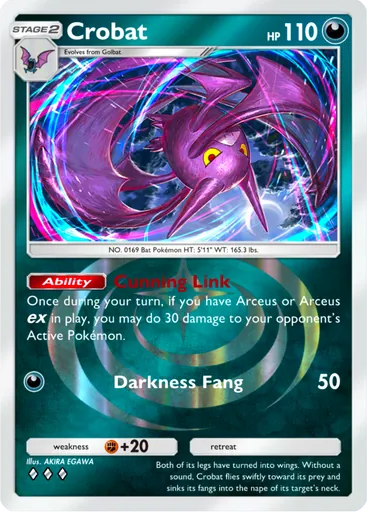 STAGE 2 Crobat HP 110
Evolves from Golbat
NO. 0169 Bat Pokémon HT: 5'11" WT: 165.3 lbs.
Ability Cunning Link
Once during your turn, if you have Arceus or Arceus
ex in play, you may do 30 damage to your opponent's
Active Pokémon.
Darkness Fang 50
weakness +20 retreat
Illus. AKIRA EGAWA
Both of its legs have turned into wings. Without a
sound, Crobat flies swiftly toward its prey and
sinks its fangs into the nape of its target's neck.